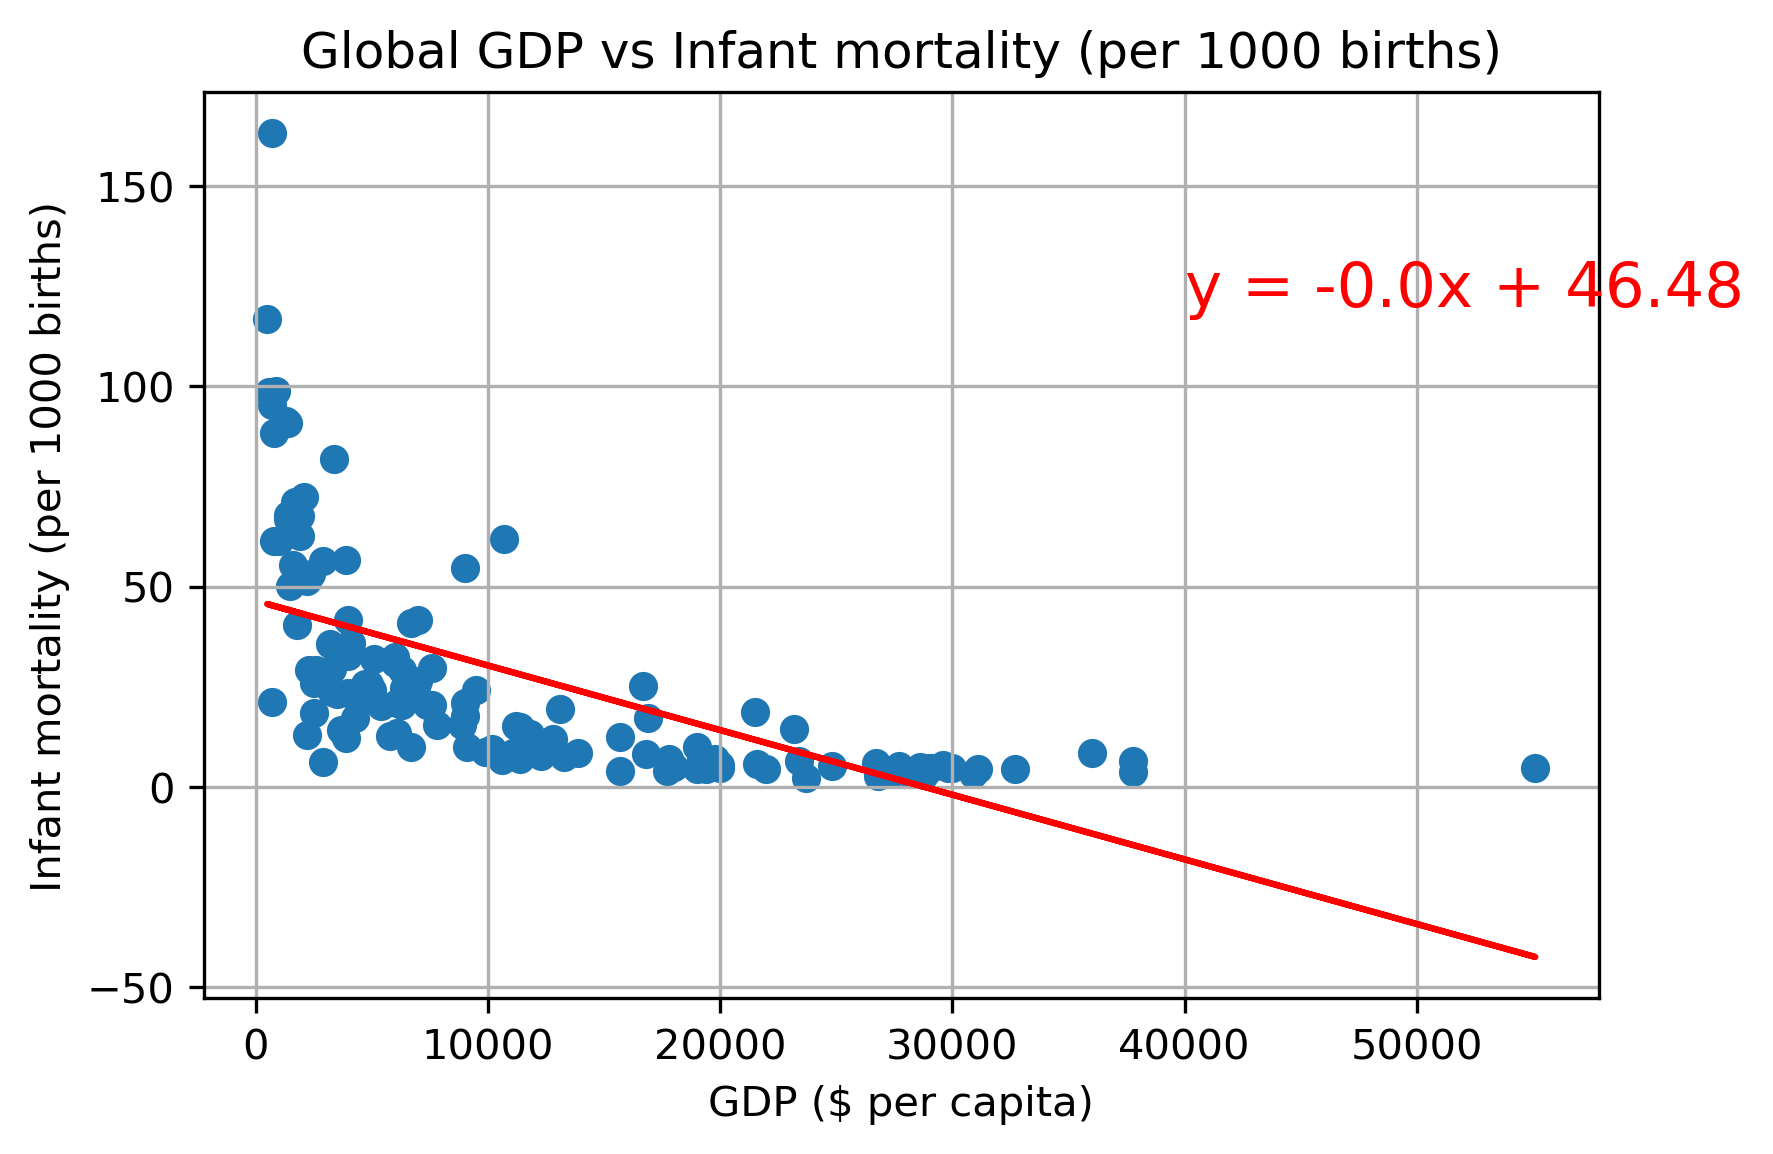 Global GDP vs Infant mortality (per 1000 births)
Infant mortality (per 1000 births)
150
100
50
0
−50
y = -0.0x + 46.48
0 10000 20000 30000 40000 50000
GDP ($ per capita)